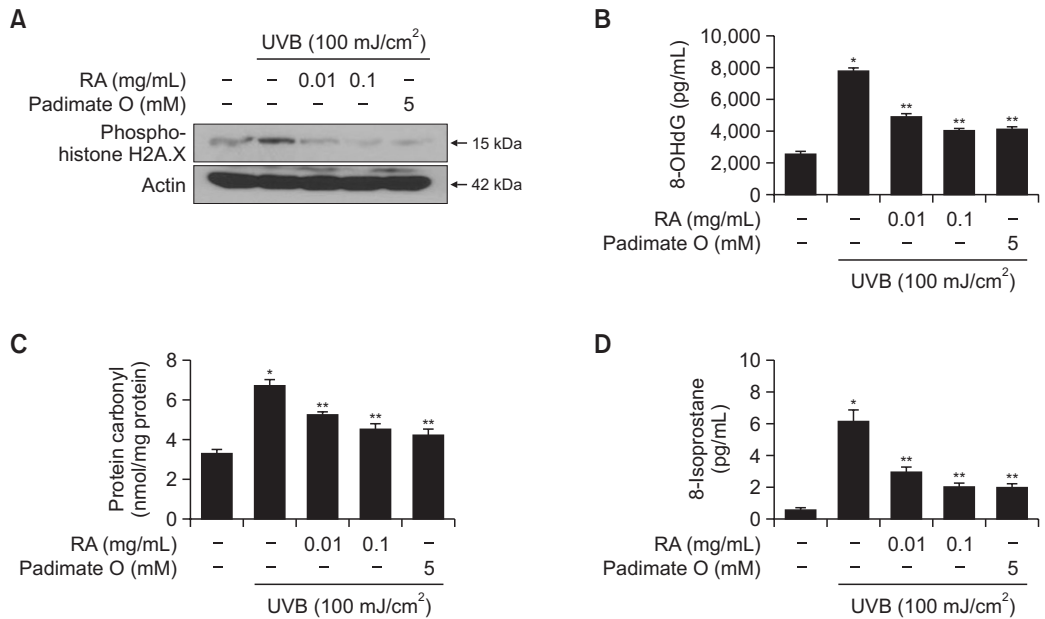 A
UVB (100 mJ/cm²)
RA (mg/mL) – – 0.01 0.1 –
Padimate O (mM) – – – – 5
Phospho-
histone H2A.X
← 15 kDa
Actin
← 42 kDa
B
8-OHdG (pg/mL)
10,000
8,000
6,000
4,000
2,000
0
* ** ** **
RA (mg/mL) – – 0.01 0.1 –
Padimate O (mM) – – – – 5
UVB (100 mJ/cm²)
C
Protein carbonyl
(nmol/mg protein)
8
6
4
2
0
* ** ** **
RA (mg/mL) – – 0.01 0.1 –
Padimate O (mM) – – – – 5
UVB (100 mJ/cm²)
D
8-Isoprostane
(pg/mL)
10
8
6
4
2
0
* ** ** **
RA (mg/mL) – – 0.01 0.1 –
Padimate O (mM) – – – – 5
UVB (100 mJ/cm²)